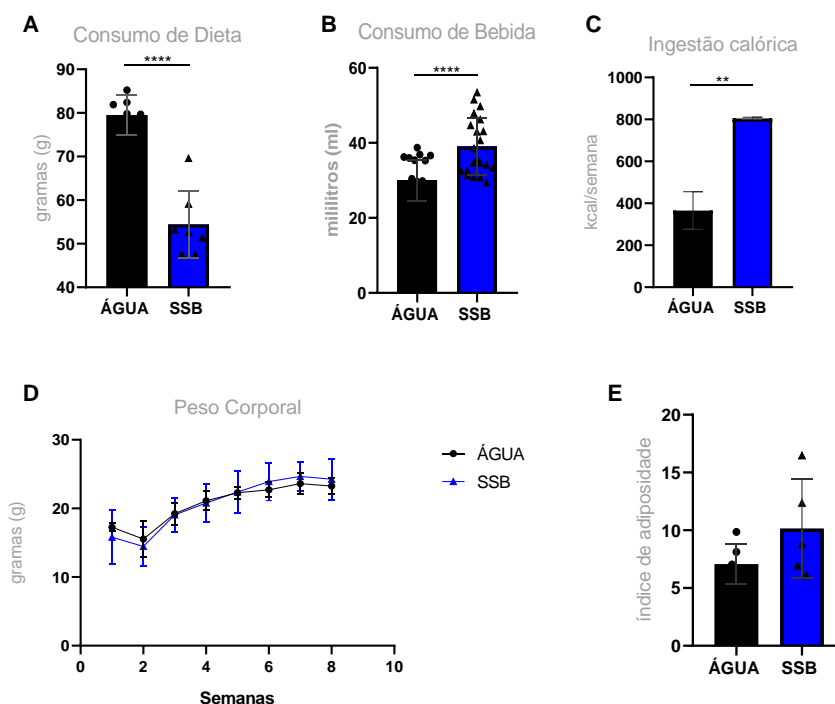 A
Consumo de Dieta
****
gramas (g)
90
80
70
60
50
40
ÁGUA
SSB
B
Consumo de Bebida
****
mililitros (ml)
60
40
20
0
ÁGUA
SSB
C
Ingestão calórica
**
kcal/semana
1000
800
600
400
200
0
ÁGUA
SSB
D
Peso Corporal
gramas (g)
30
20
10
0
0
2
4
6
8
10
Semanas
ÁGUA
SSB
E
índice de adiposidade
20
15
10
5
0
ÁGUA
SSB